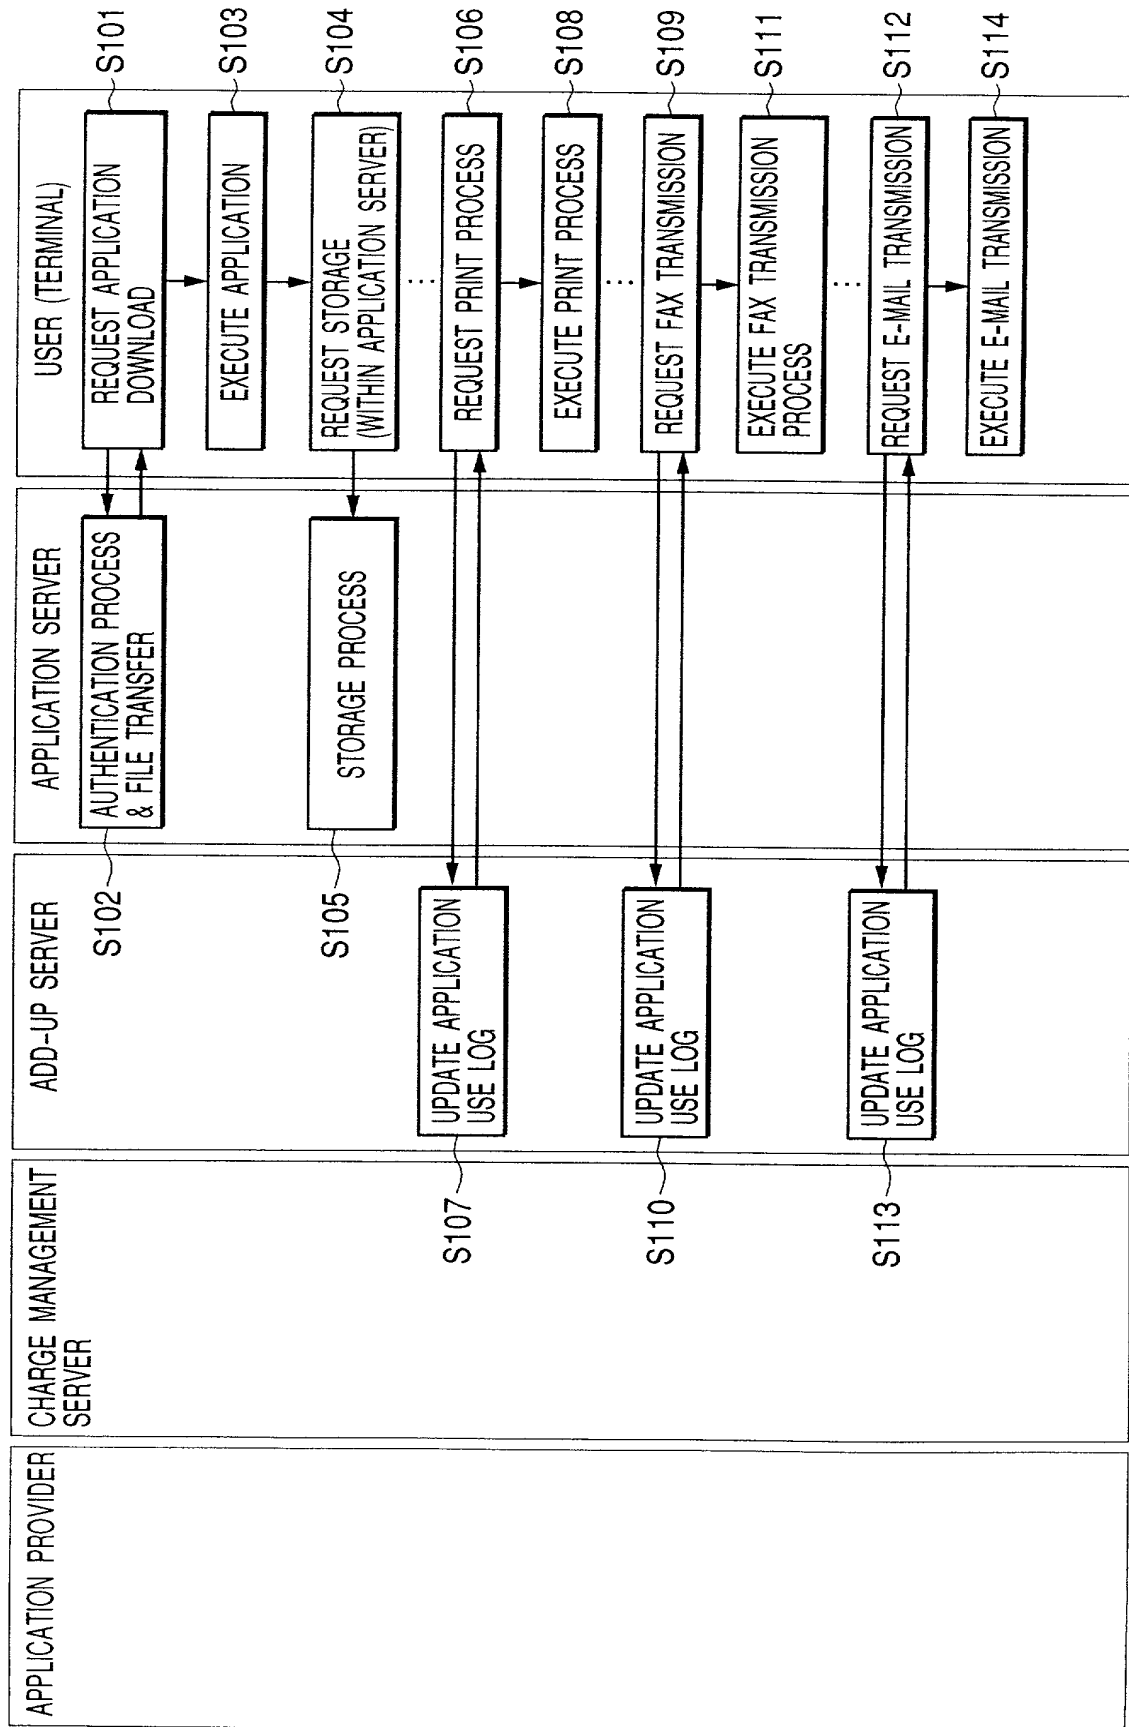 APPLICATION PROVIDER
CHARGE MANAGEMENT
SERVER
ADD-UP SERVER
APPLICATION SERVER
USER (TERMINAL)
S102
AUTHENTICATION PROCESS
& FILE TRANSFER
REQUEST APPLICATION
DOWNLOAD
S101
EXECUTE APPLICATION
S103
S105
STORAGE PROCESS
REQUEST STORAGE
(WITHIN APPLICATION SERVER)
S104
...
S107
UPDATE APPLICATION
USE LOG
REQUEST PRINT PROCESS
S106
EXECUTE PRINT PROCESS
S108
...
S110
UPDATE APPLICATION
USE LOG
REQUEST FAX TRANSMISSION
S109
EXECUTE FAX TRANSMISSION
PROCESS
S111
...
S113
UPDATE APPLICATION
USE LOG
REQUEST E-MAIL TRANSMISSION
S112
EXECUTE E-MAIL TRANSMISSION
S114